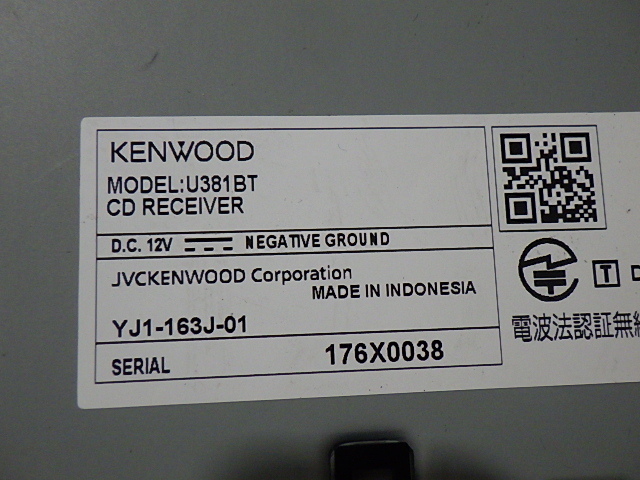 KENWOOD
MODEL:U381BT
CD RECEIVER
D.C. 12V NEGATIVE GROUND
JVCKENWOOD Corporation
MADE IN INDONESIA
YJ1-163J-01
SERIAL 176X0038
T D
電波法認証無線